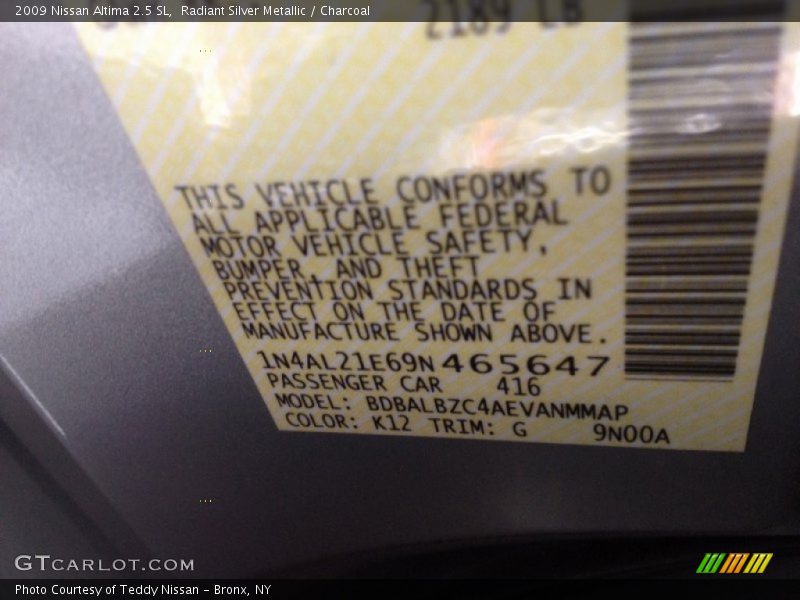 2009 Nissan Altima 2.5 SL, Radiant Silver Metallic / Charcoal
2189 LB
THIS VEHICLE CONFORMS TO
ALL APPLICABLE FEDERAL
MOTOR VEHICLE SAFETY,
BUMPER, AND THEFT
PREVENTION STANDARDS IN
EFFECT ON THE DATE OF
MANUFACTURE SHOWN ABOVE.
1N4AL21E69N465647
PASSENGER CAR 416
MODEL: BDBALBZC4AEVANMMAP
COLOR: K12 TRIM: G 9N00A
GTCARLOT.COM
Photo Courtesy of Teddy Nissan - Bronx, NY